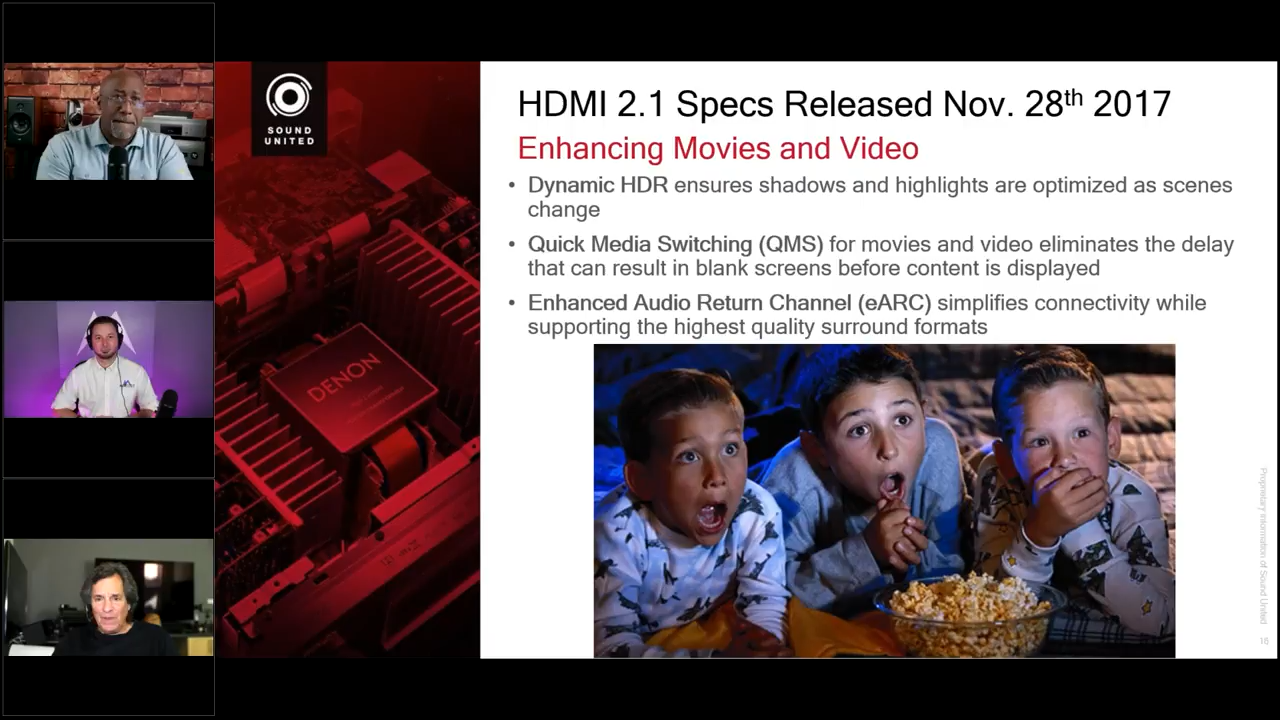 SOUND
UNITED
HDMI 2.1 Specs Released Nov. 28th 2017
Enhancing Movies and Video
• Dynamic HDR ensures shadows and highlights are optimized as scenes
change
• Quick Media Switching (QMS) for movies and video eliminates the delay
that can result in blank screens before content is displayed
• Enhanced Audio Return Channel (eARC) simplifies connectivity while
supporting the highest quality surround formats
DENON
Proprietary Information of Sound United
16